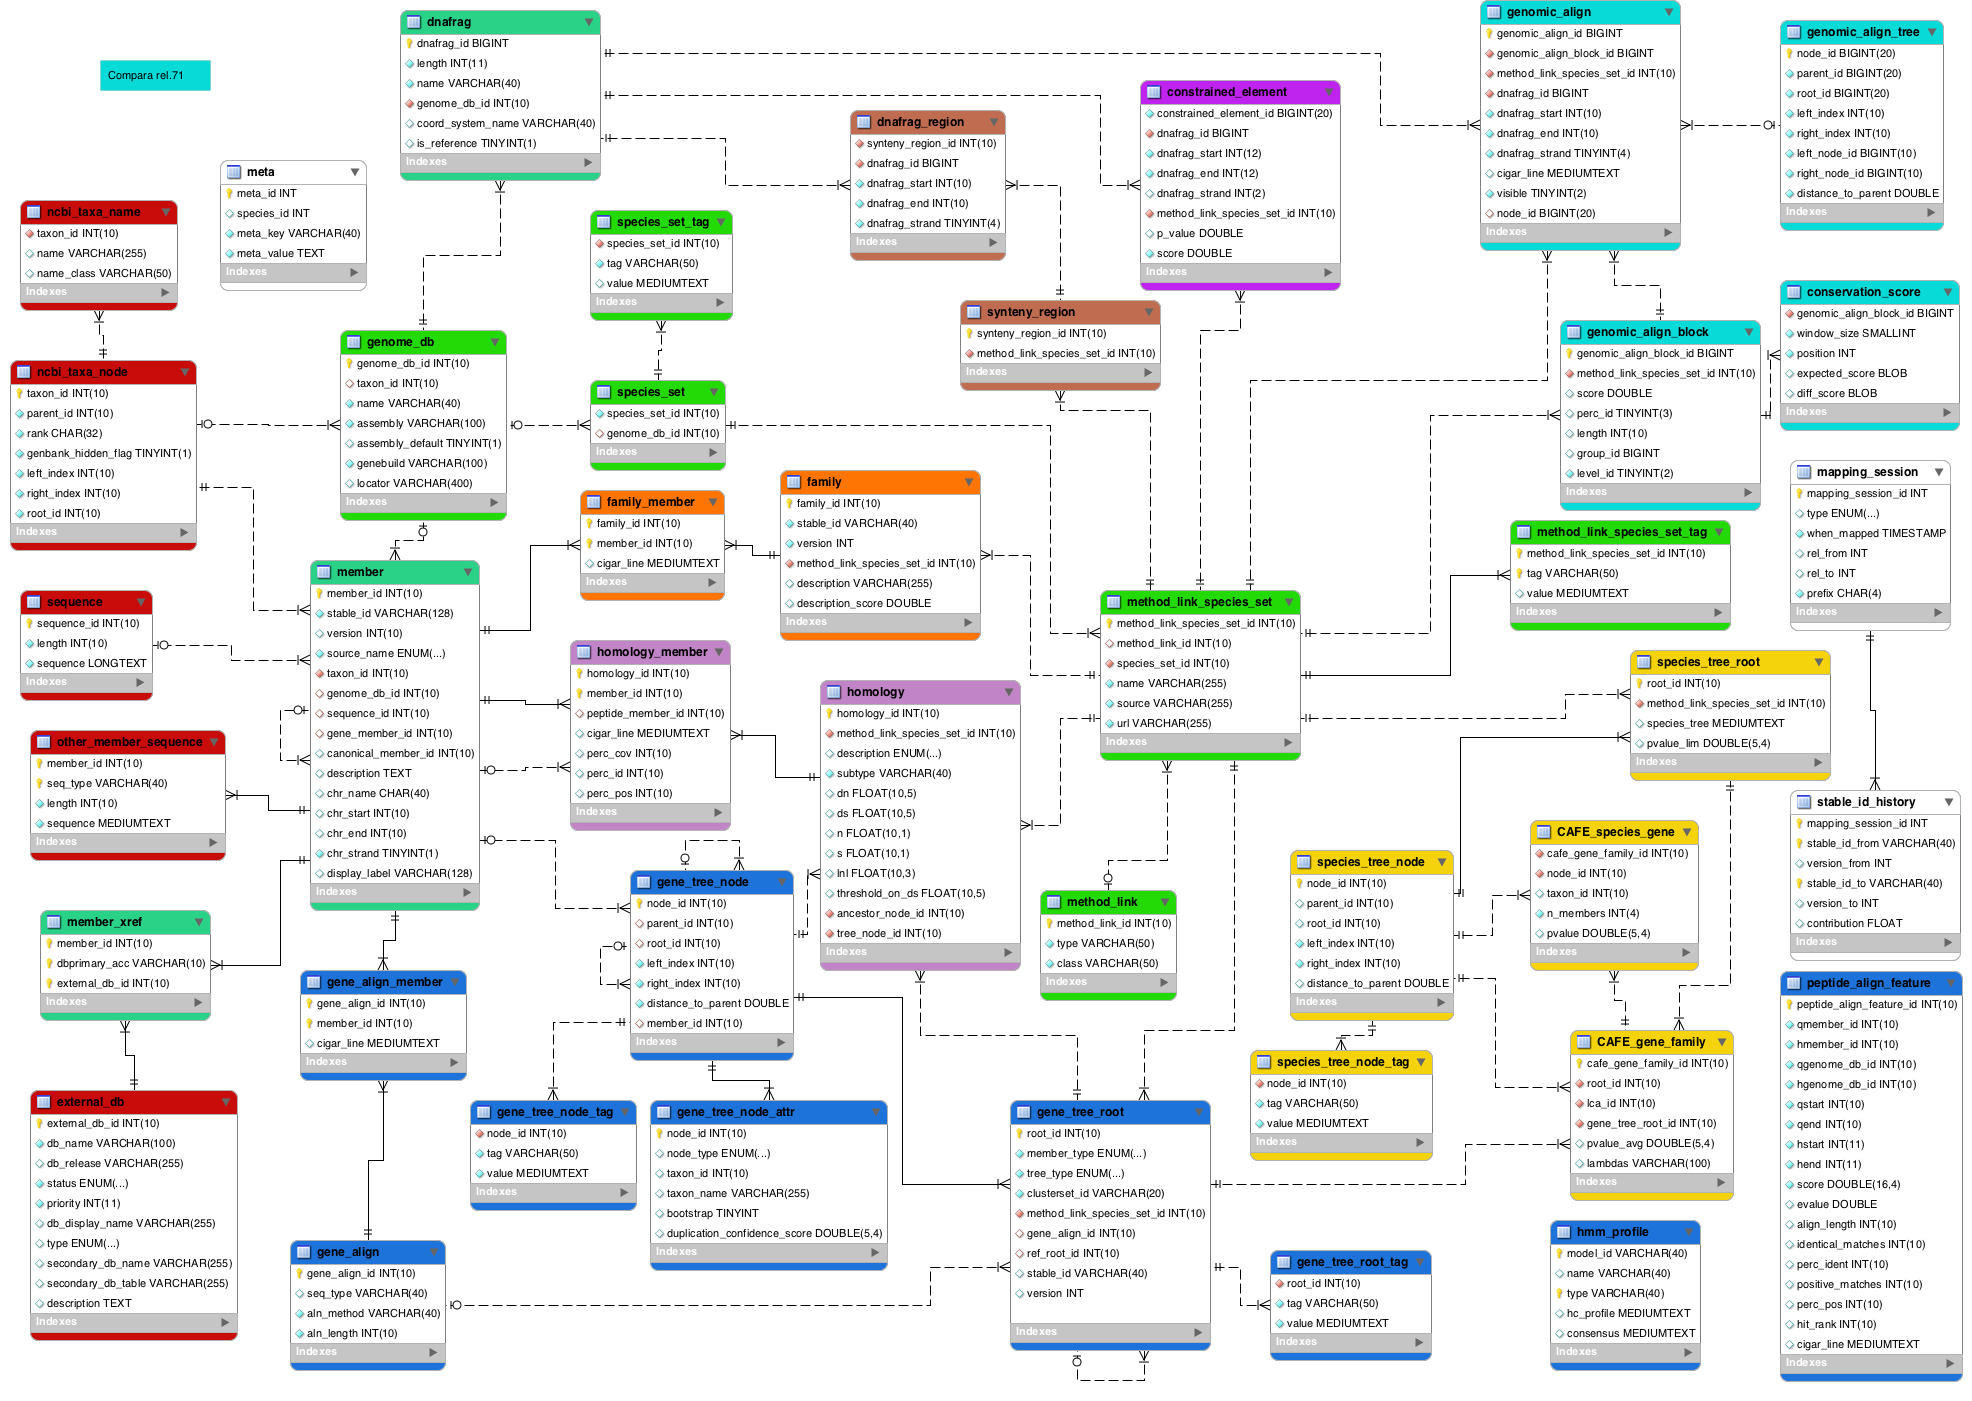 Compara rel.71
dnafrag
dnafrag_id BIGINT
length INT(11)
name VARCHAR(40)
genome_db_id INT(10)
coord_system_name VARCHAR(40)
is_reference TINYINT(1)
Indexes
genomic_align
genomic_align_id BIGINT
genomic_align_block_id BIGINT
method_link_species_set_id INT(10)
dnafrag_id BIGINT
dnafrag_start INT(10)
dnafrag_end INT(10)
dnafrag_strand TINYINT(4)
cigar_line MEDIUMTEXT
visible TINYINT(2)
node_id BIGINT(20)
Indexes
genomic_align_tree
node_id BIGINT(20)
parent_id BIGINT(20)
root_id BIGINT(20)
left_index INT(10)
right_index INT(10)
left_node_id BIGINT(10)
right_node_id BIGINT(10)
distance_to_parent DOUBLE
Indexes
constrained_element
constrained_element_id BIGINT(20)
dnafrag_id BIGINT
dnafrag_start INT(12)
dnafrag_end INT(12)
dnafrag_strand INT(2)
method_link_species_set_id INT(10)
p_value DOUBLE
score DOUBLE
Indexes
dnafrag_region
synteny_region_id INT(10)
dnafrag_id BIGINT
dnafrag_start INT(10)
dnafrag_end INT(10)
dnafrag_strand TINYINT(4)
Indexes
meta
meta_id INT
species_id INT
meta_key VARCHAR(40)
meta_value TEXT
Indexes
ncbi_taxa_name
taxon_id INT(10)
name VARCHAR(255)
name_class VARCHAR(50)
Indexes
species_set_tag
species_set_id INT(10)
tag VARCHAR(50)
value MEDIUMTEXT
Indexes
synteny_region
synteny_region_id INT(10)
method_link_species_set_id INT(10)
Indexes
conservation_score
genomic_align_block_id BIGINT
window_size SMALLINT
position INT
expected_score BLOB
diff_score BLOB
Indexes
genomic_align_block
genomic_align_block_id BIGINT
method_link_species_set_id INT(10)
score DOUBLE
perc_id TINYINT(3)
length INT(10)
group_id BIGINT
level_id TINYINT(2)
Indexes
genome_db
genome_db_id INT(10)
taxon_id INT(10)
name VARCHAR(40)
assembly VARCHAR(100)
assembly_default TINYINT(1)
genebuild VARCHAR(100)
locator VARCHAR(400)
Indexes
ncbi_taxa_node
taxon_id INT(10)
parent_id INT(10)
rank CHAR(32)
genbank_hidden_flag TINYINT(1)
left_index INT(10)
right_index INT(10)
root_id INT(10)
Indexes
species_set
species_set_id INT(10)
genome_db_id INT(10)
Indexes
family
family_id INT(10)
stable_id VARCHAR(40)
version INT
method_link_species_set_id INT(10)
description VARCHAR(255)
description_score DOUBLE
Indexes
family_member
family_id INT(10)
member_id INT(10)
cigar_line MEDIUMTEXT
Indexes
mapping_session
mapping_session_id INT
type ENUM(...)
when_mapped TIMESTAMP
rel_from INT
rel_to INT
prefix CHAR(4)
Indexes
method_link_species_set_tag
method_link_species_set_id INT(10)
tag VARCHAR(50)
value MEDIUMTEXT
Indexes
member
member_id INT(10)
stable_id VARCHAR(128)
version INT(10)
source_name ENUM(...)
taxon_id INT(10)
genome_db_id INT(10)
sequence_id INT(10)
gene_member_id INT(10)
canonical_member_id INT(10)
description TEXT
chr_name CHAR(40)
chr_start INT(10)
chr_end INT(10)
chr_strand TINYINT(1)
display_label VARCHAR(128)
Indexes
sequence
sequence_id INT(10)
length INT(10)
sequence LONGTEXT
Indexes
method_link_species_set
method_link_species_set_id INT(10)
method_link_id INT(10)
species_set_id INT(10)
name VARCHAR(255)
source VARCHAR(255)
url VARCHAR(255)
Indexes
homology_member
homology_id INT(10)
member_id INT(10)
peptide_member_id INT(10)
cigar_line MEDIUMTEXT
perc_cov INT(10)
perc_id INT(10)
perc_pos INT(10)
Indexes
homology
homology_id INT(10)
method_link_species_set_id INT(10)
description ENUM(...)
subtype VARCHAR(40)
dn FLOAT(10,5)
ds FLOAT(10,5)
n FLOAT(10,1)
s FLOAT(10,1)
lnl FLOAT(10,3)
threshold_on_ds FLOAT(10,5)
ancestor_node_id INT(10)
tree_node_id INT(10)
Indexes
species_tree_root
root_id INT(10)
method_link_species_set_id INT(10)
species_tree MEDIUMTEXT
pvalue_lim DOUBLE(5,4)
Indexes
other_member_sequence
member_id INT(10)
seq_type VARCHAR(40)
length INT(10)
sequence MEDIUMTEXT
Indexes
stable_id_history
mapping_session_id INT
stable_id_from VARCHAR(40)
version_from INT
stable_id_to VARCHAR(40)
version_to INT
contribution FLOAT
Indexes
CAFE_species_gene
cafe_gene_family_id INT(10)
node_id INT(10)
taxon_id INT(10)
n_members INT(4)
pvalue DOUBLE(5,4)
Indexes
species_tree_node
node_id INT(10)
parent_id INT(10)
root_id INT(10)
left_index INT(10)
right_index INT(10)
distance_to_parent DOUBLE
Indexes
gene_tree_node
node_id INT(10)
parent_id INT(10)
root_id INT(10)
left_index INT(10)
right_index INT(10)
distance_to_parent DOUBLE
member_id INT(10)
Indexes
method_link
method_link_id INT(10)
type VARCHAR(50)
class VARCHAR(50)
Indexes
member_xref
member_id INT(10)
dbprimary_acc VARCHAR(10)
external_db_id INT(10)
Indexes
gene_align_member
gene_align_id INT(10)
member_id INT(10)
cigar_line MEDIUMTEXT
Indexes
peptide_align_feature
peptide_align_feature_id INT(10)
qmember_id INT(10)
hmember_id INT(10)
qgenome_db_id INT(10)
hgenome_db_id INT(10)
qstart INT(10)
qend INT(10)
hstart INT(11)
hend INT(11)
score DOUBLE(16,4)
evalue DOUBLE
align_length INT(10)
identical_matches INT(10)
perc_ident INT(10)
positive_matches INT(10)
perc_pos INT(10)
hit_rank INT(10)
cigar_line MEDIUMTEXT
Indexes
CAFE_gene_family
cafe_gene_family_id INT(10)
root_id INT(10)
lca_id INT(10)
gene_tree_root_id INT(10)
pvalue_avg DOUBLE(5,4)
lambdas VARCHAR(100)
Indexes
species_tree_node_tag
node_id INT(10)
tag VARCHAR(50)
value MEDIUMTEXT
Indexes
external_db
external_db_id INT(10)
db_name VARCHAR(100)
db_release VARCHAR(255)
status ENUM(...)
priority INT(11)
db_display_name VARCHAR(255)
type ENUM(...)
secondary_db_name VARCHAR(255)
secondary_db_table VARCHAR(255)
description TEXT
Indexes
gene_tree_node_tag
node_id INT(10)
tag VARCHAR(50)
value MEDIUMTEXT
Indexes
gene_tree_node_attr
node_id INT(10)
node_type ENUM(...)
taxon_id INT(10)
taxon_name VARCHAR(255)
bootstrap TINYINT
duplication_confidence_score DOUBLE(5,4)
Indexes
gene_tree_root
root_id INT(10)
member_type ENUM(...)
tree_type ENUM(...)
clusterset_id VARCHAR(20)
method_link_species_set_id INT(10)
gene_align_id INT(10)
ref_root_id INT(10)
stable_id VARCHAR(40)
version INT
Indexes
gene_align
gene_align_id INT(10)
seq_type VARCHAR(40)
aln_method VARCHAR(40)
aln_length INT(10)
Indexes
gene_tree_root_tag
root_id INT(10)
tag VARCHAR(50)
value MEDIUMTEXT
Indexes
hmm_profile
model_id VARCHAR(40)
name VARCHAR(40)
type VARCHAR(40)
hc_profile MEDIUMTEXT
consensus MEDIUMTEXT
Indexes